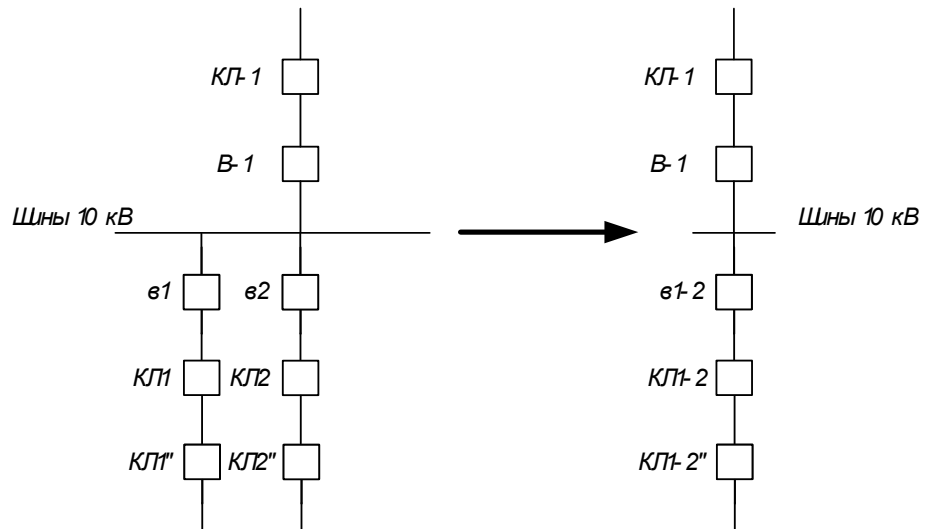 КЛ-1
В-1
Шины 10 кВ
в1
в2
КЛ1
КЛ2
КЛ1"
КЛ2"
КЛ-1
В-1
Шины 10 кВ
в1-2
КЛ1-2
КЛ1-2"